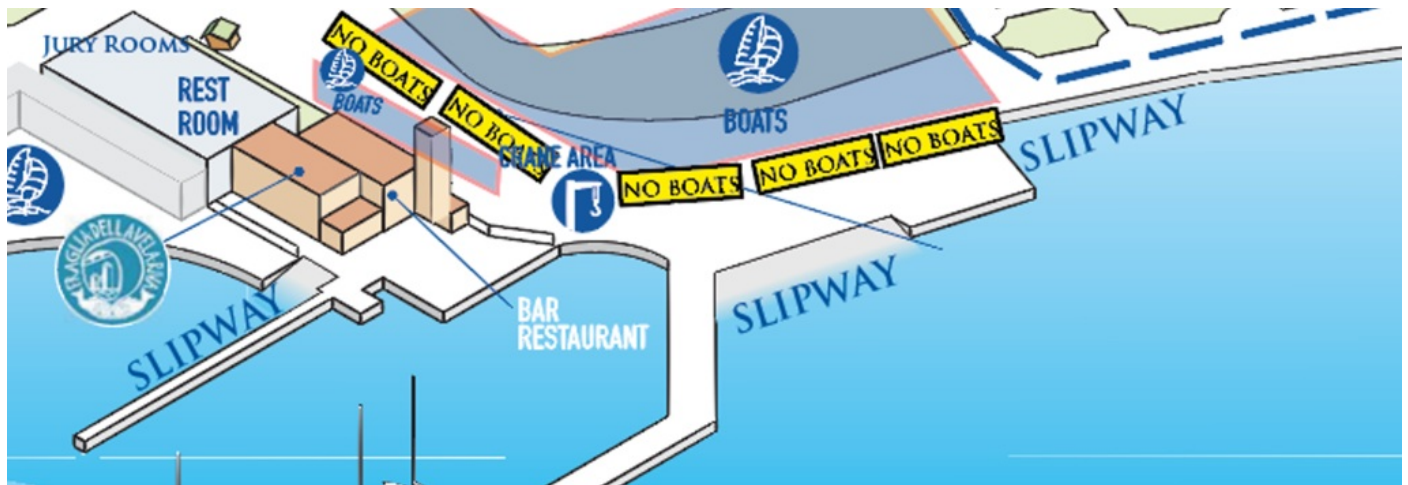 JURY ROOMS
REST
ROOM
NO BOATS
BOATS
NO BOATS
CRANE AREA
BOATS
NO BOATS
NO BOATS
NO BOATS
SLIPWAY
FRAGLIA DELLA VELA RIVA
SLIPWAY
BAR
RESTAURANT
SLIPWAY